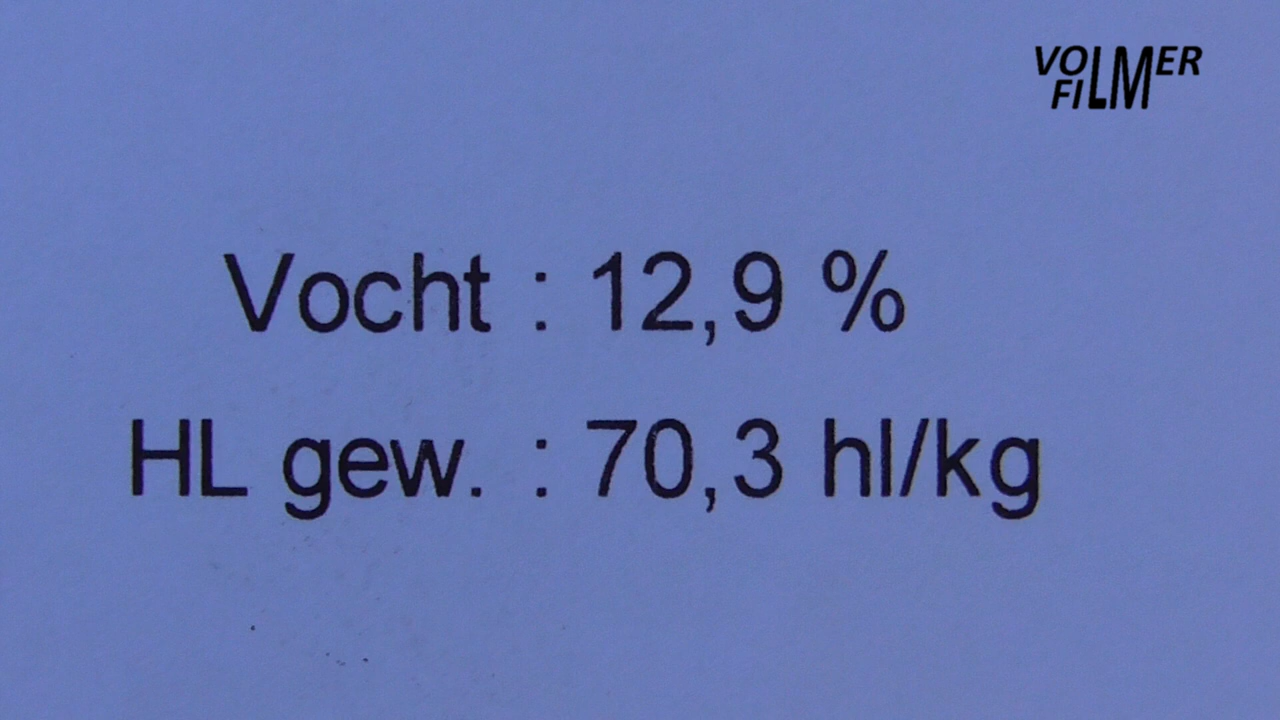 VOLMER
FILM
Vocht : 12,9 %
HL gew. : 70,3 hl/kg